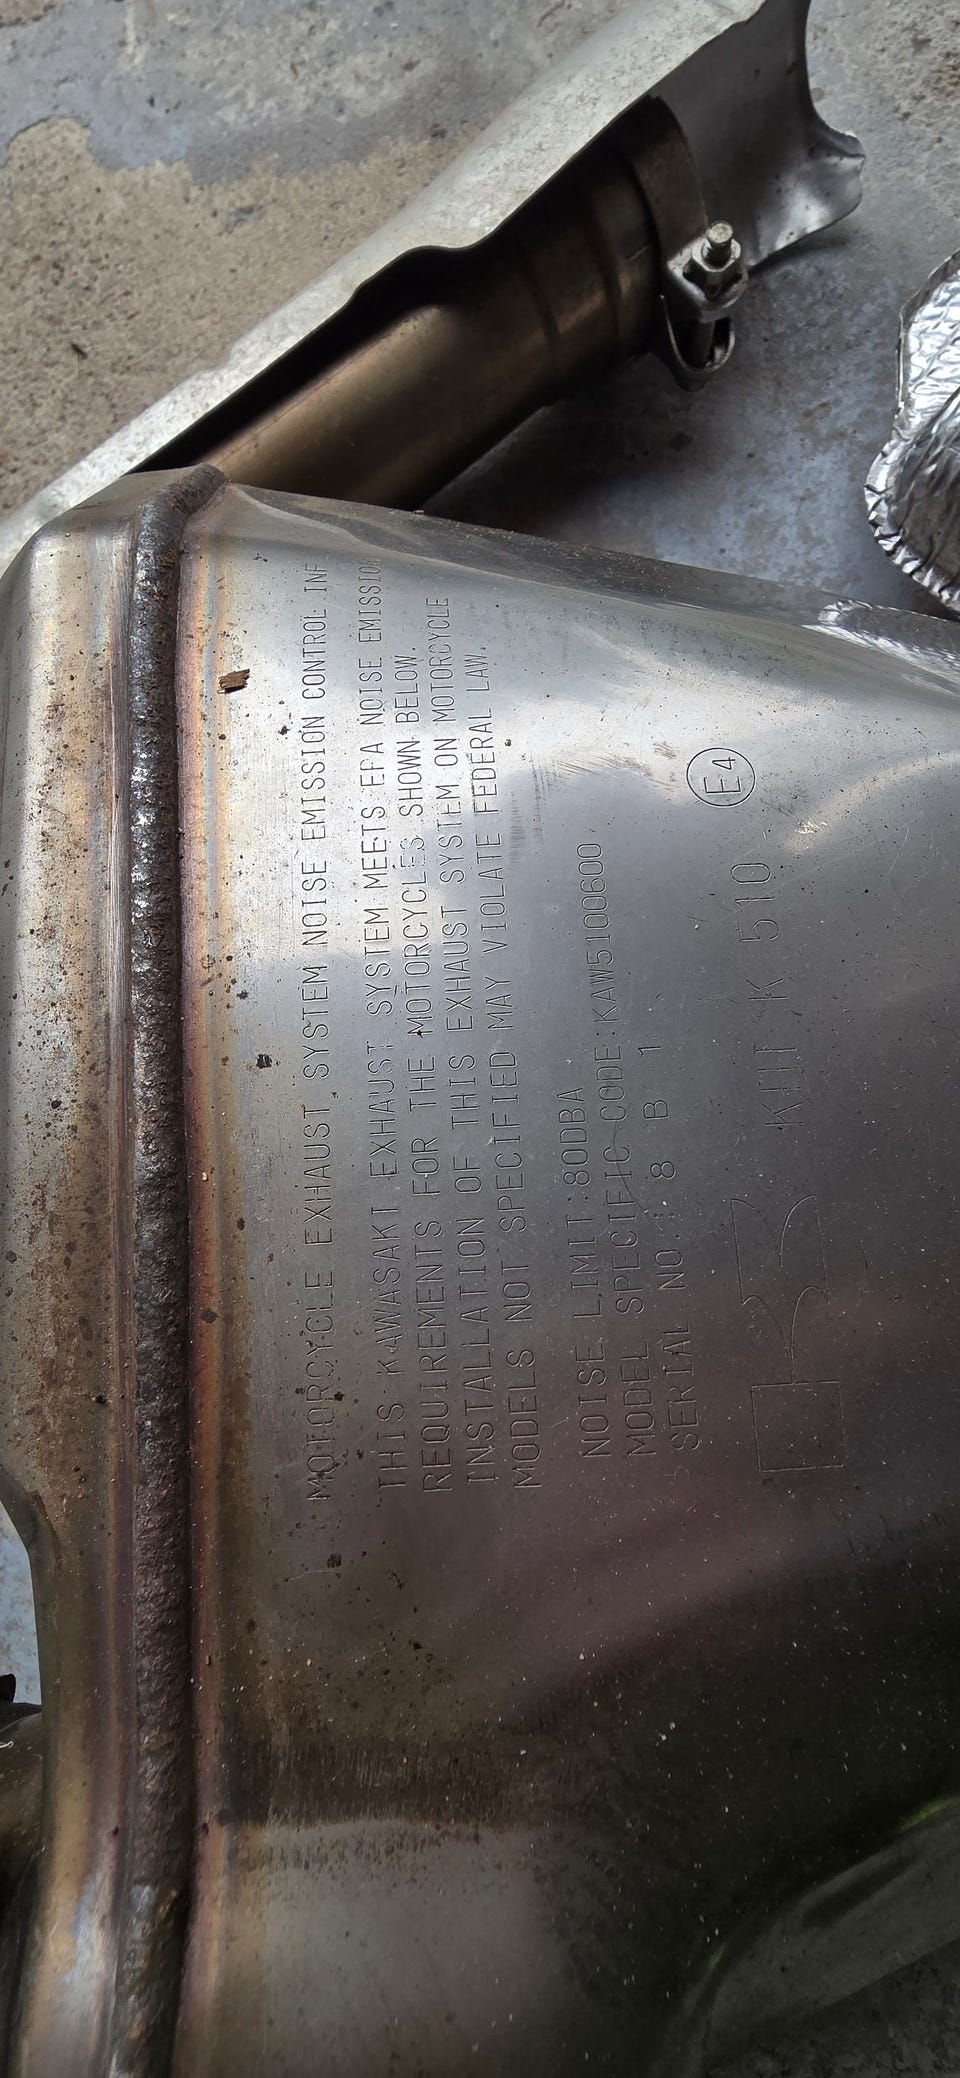 MOTORCYCLE EXHAUST SYSTEM NOISE EMISSION CONTROL INF
THIS KAWASAKI EXHAUST SYSTEM MEETS EPA NOISE EMISSION
REQUIREMENTS FOR THE MOTORCYCLES SHOWN BELOW.
INSTALLATION OF THIS EXHAUST SYSTEM ON MOTORCYCLE
MODELS NOT SPECIFIED MAY VIOLATE FEDERAL LAW.
NOISE LIMIT:80DBA
MODEL SPECIFIC CODE:KAW5100600
SERIAL NO.: 8 B 1
KHI K 510 E4